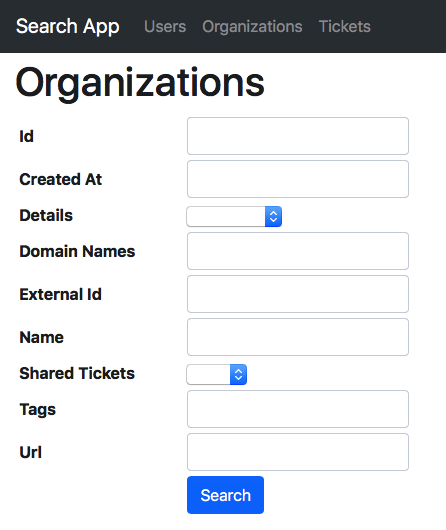 Search App Users Organizations Tickets
Organizations
Id
Created At
Details
Domain Names
External Id
Name
Shared Tickets
Tags
Url
Search